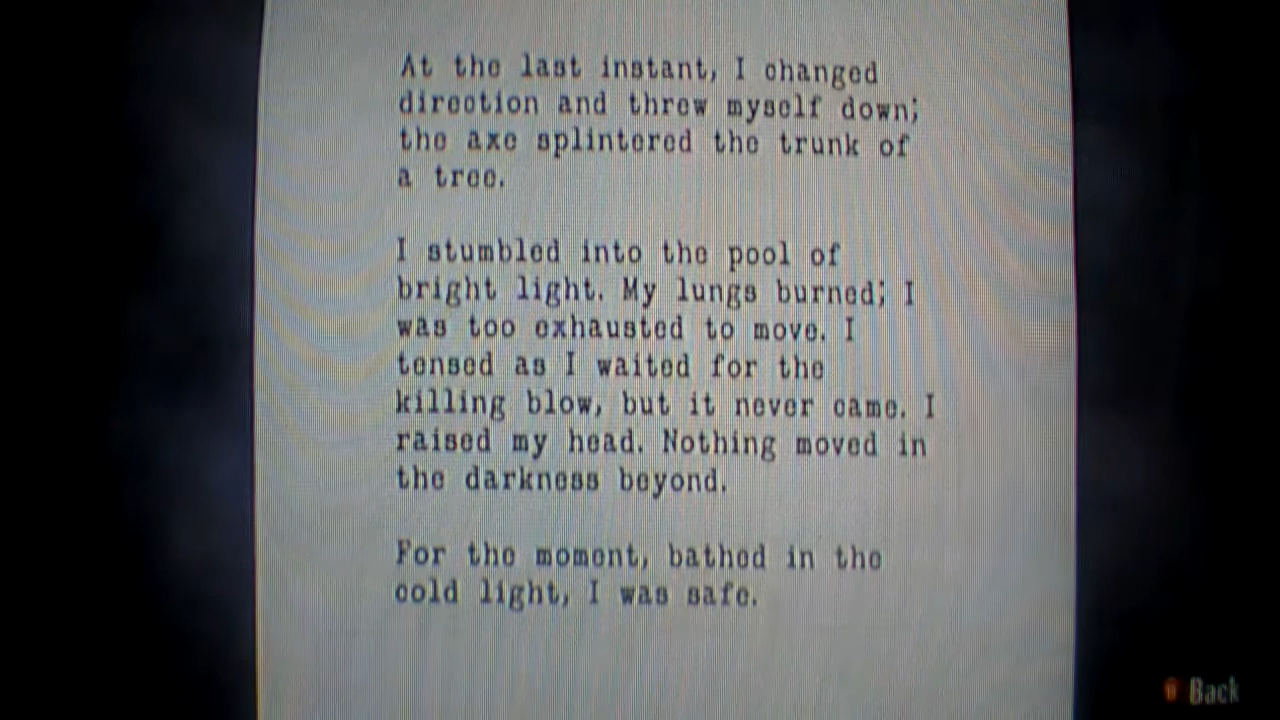 At the last instant, I changed
direction and threw myself down;
the axe splintered the trunk of
a tree.
I stumbled into the pool of
bright light. My lungs burned; I
was too exhausted to move. I
tensed as I waited for the
killing blow, but it never came. I
raised my head. Nothing moved in
the darkness beyond.
For the moment, bathed in the
cold light, I was safe.
Back